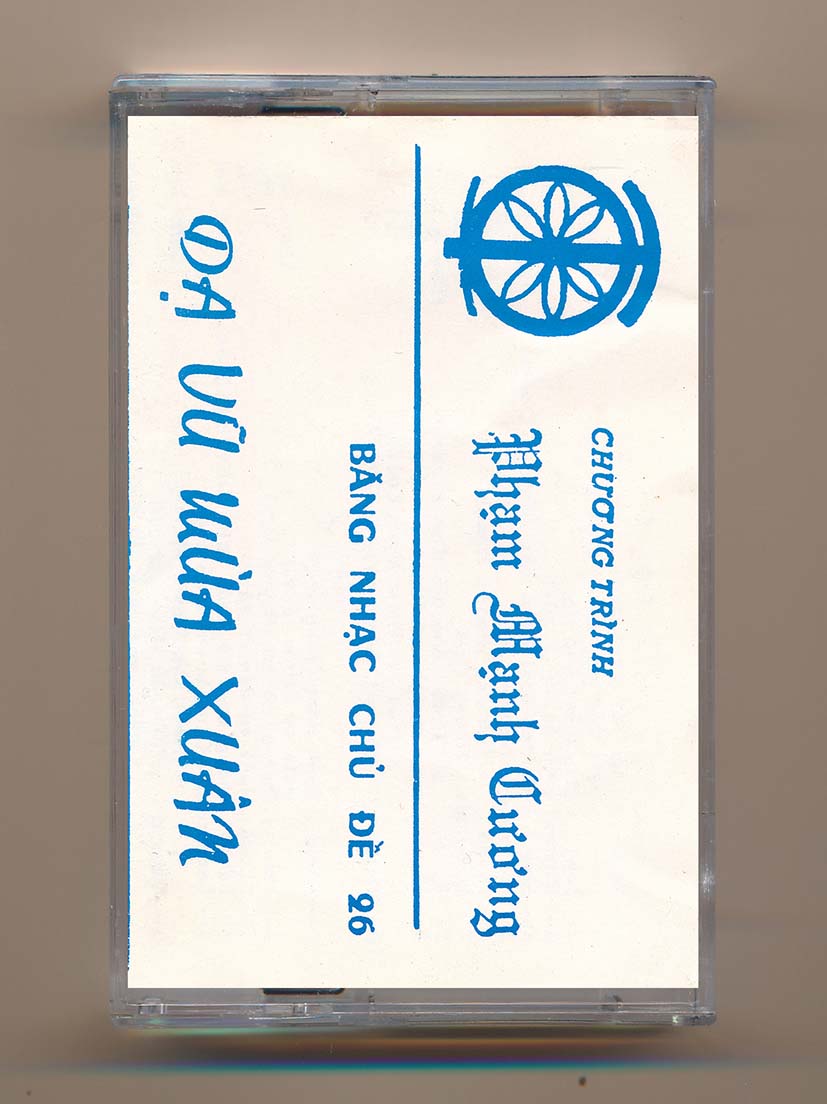 CHƯƠNG TRÌNH
Phạm Mạnh Cương
BĂNG NHẠC CHỦ ĐỀ 26
DẠ VŨ MÙA XUÂN